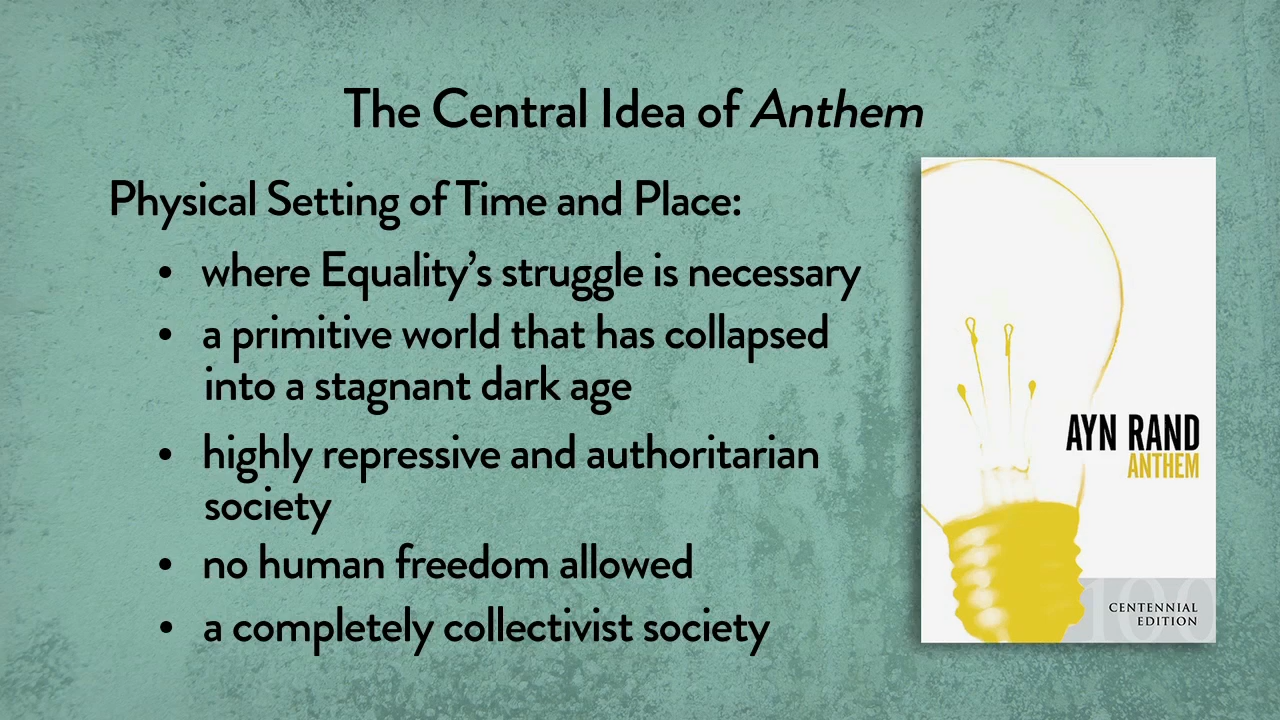 The Central Idea of Anthem
Physical Setting of Time and Place:
• where Equality’s struggle is necessary
• a primitive world that has collapsed
into a stagnant dark age
• highly repressive and authoritarian
society
• no human freedom allowed
• a completely collectivist society
AYN RAND
ANTHEM
100
CENTENNIAL
EDITION